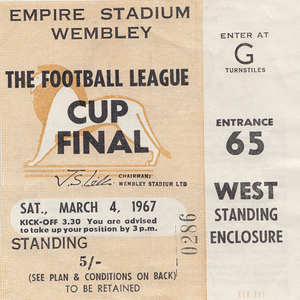 EMPIRE STADIUM
WEMBLEY
THE FOOTBALL LEAGUE
CUP
FINAL
CHAIRMAN:
WEMBLEY STADIUM LTD
SAT., MARCH 4, 1967
KICK-OFF 3.30 You are advised
to take up your position by 3 p.m.
STANDING
5/-
(SEE PLAN & CONDITIONS ON BACK)
TO BE RETAINED
0286
ENTER AT
G
TURNSTILES
ENTRANCE
65
WEST
STANDING
ENCLOSURE